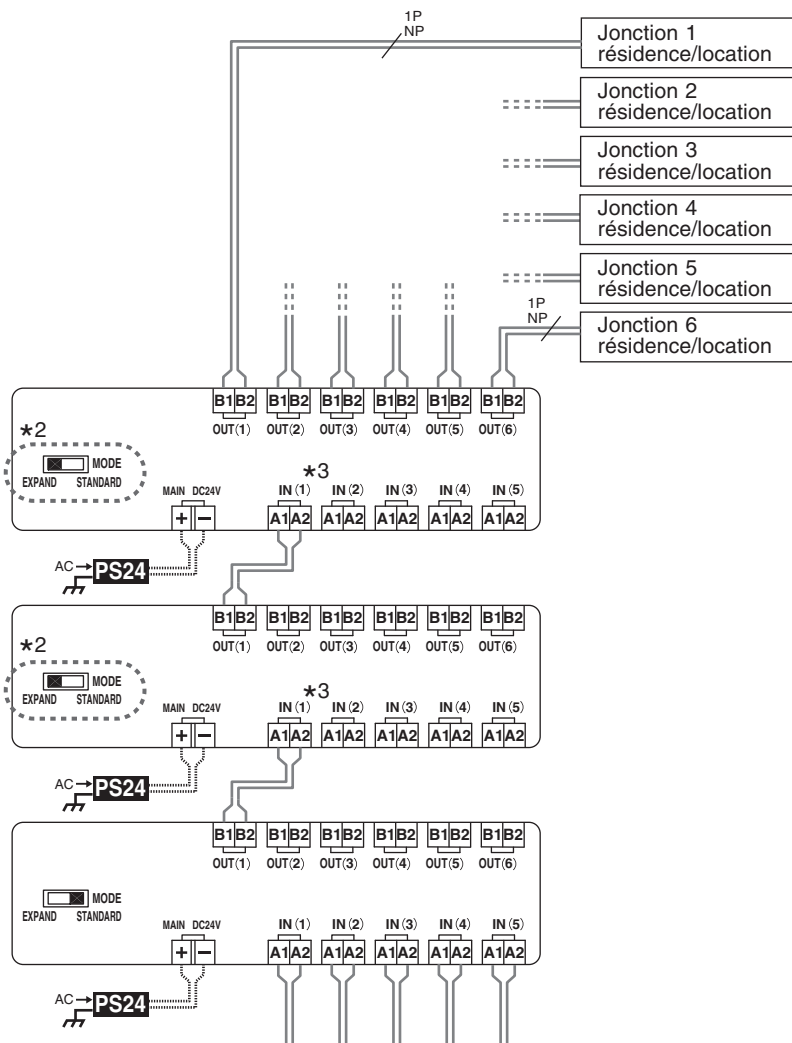 1P
NP
Jonction 1
résidence/location
Jonction 2
résidence/location
Jonction 3
résidence/location
Jonction 4
résidence/location
Jonction 5
résidence/location
1P
NP
Jonction 6
résidence/location
B1 B2 B1 B2 B1 B2 B1 B2 B1 B2 B1 B2
OUT(1) OUT(2) OUT(3) OUT(4) OUT(5) OUT(6)
*2
MODE
EXPAND STANDARD
*3
MAIN DC24V IN(1) IN(2) IN(3) IN(4) IN(5)
+ − A1 A2 A1 A2 A1 A2 A1 A2 A1 A2
AC PS24
B1 B2 B1 B2 B1 B2 B1 B2 B1 B2 B1 B2
OUT(1) OUT(2) OUT(3) OUT(4) OUT(5) OUT(6)
*2
MODE
EXPAND STANDARD
*3
MAIN DC24V IN(1) IN(2) IN(3) IN(4) IN(5)
+ − A1 A2 A1 A2 A1 A2 A1 A2 A1 A2
AC PS24
B1 B2 B1 B2 B1 B2 B1 B2 B1 B2 B1 B2
OUT(1) OUT(2) OUT(3) OUT(4) OUT(5) OUT(6)
MODE
EXPAND STANDARD
MAIN DC24V IN(1) IN(2) IN(3) IN(4) IN(5)
+ − A1 A2 A1 A2 A1 A2 A1 A2 A1 A2
AC PS24